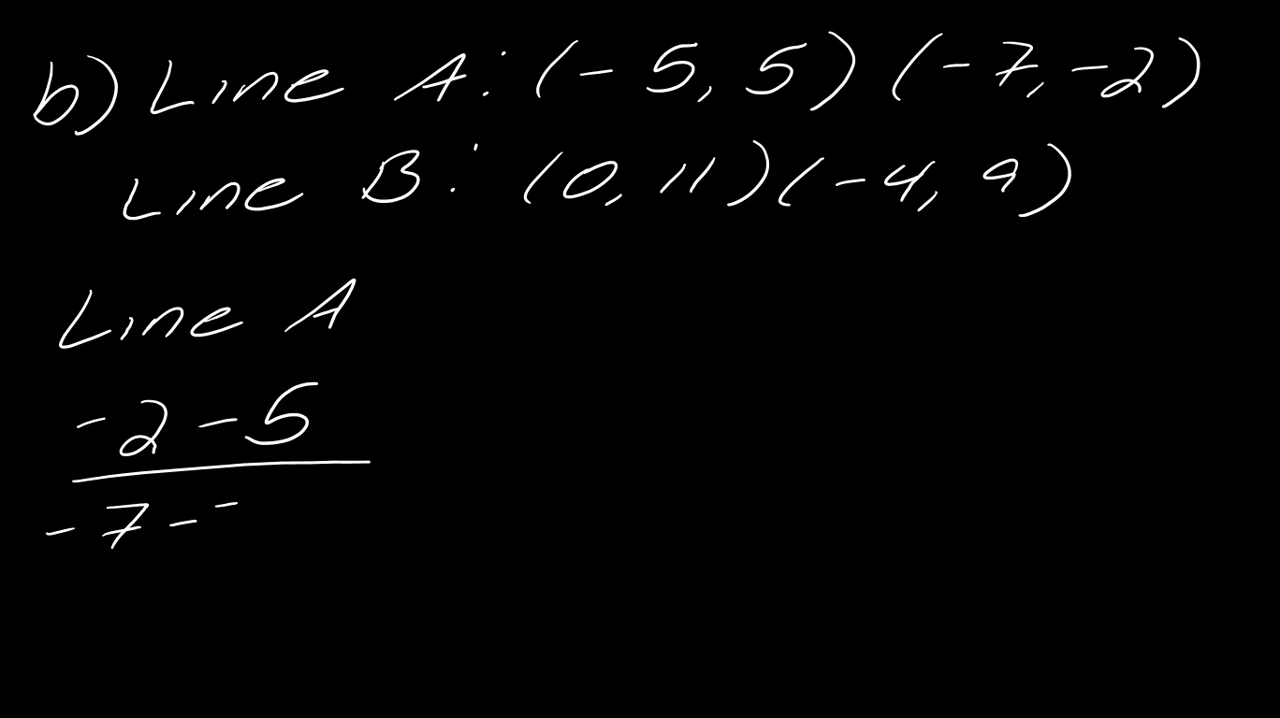 b) Line A: (-5, 5) (-7, -2)
Line B: (0, 11) (-4, 9)
Line A
-2 - 5
-7 - -